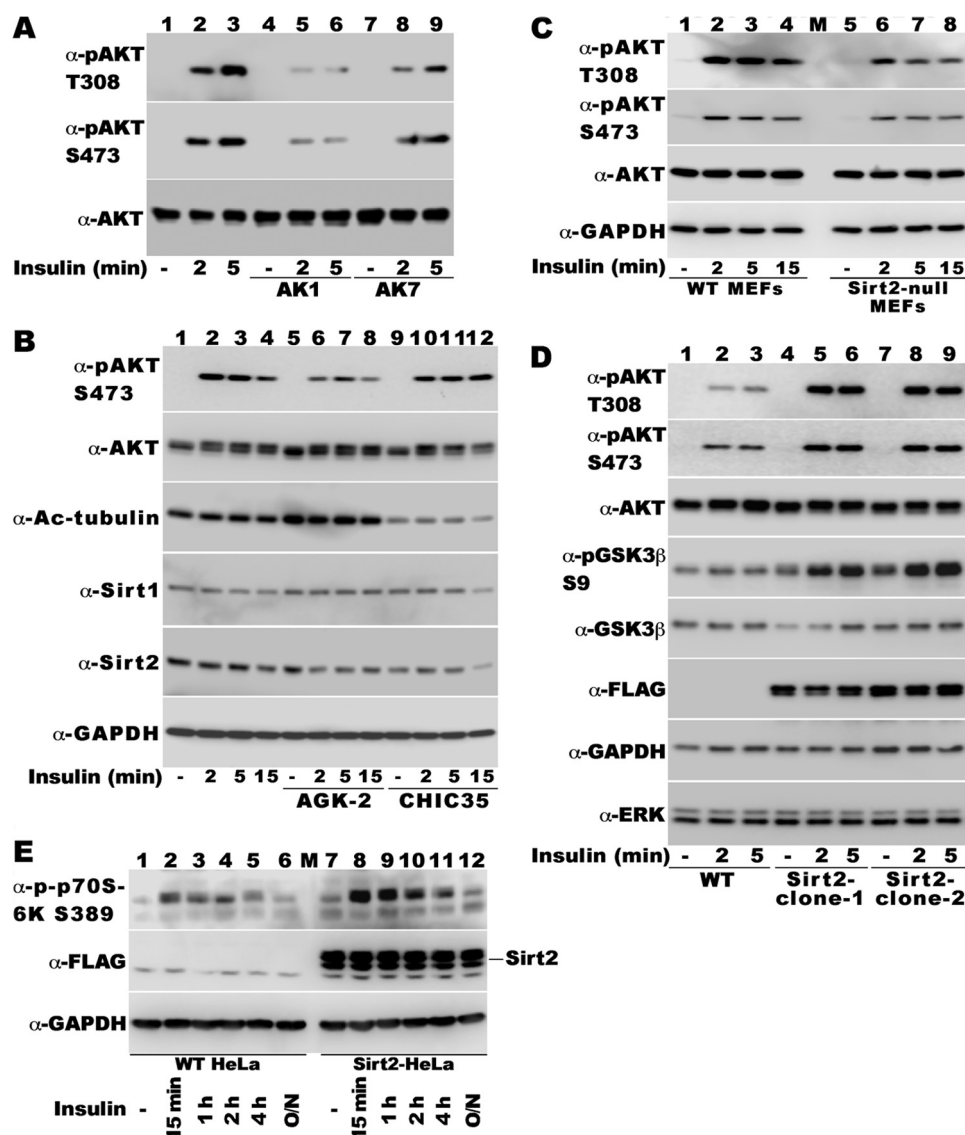 A
1 2 3 4 5 6 7 8 9
α-pAKT
T308
α-pAKT
S473
α-AKT
Insulin (min) - 2 5 - 2 5 - 2 5
AK1 AK7
B
1 2 3 4 5 6 7 8 9 10 11 12
α-pAKT
S473
α-AKT
α-Ac-tubulin
α-Sirt1
α-Sirt2
α-GAPDH
Insulin (min) - 2 5 15 - 2 5 15 - 2 5 15
AGK-2 CHIC35
C
1 2 3 4 M 5 6 7 8
α-pAKT
T308
α-pAKT
S473
α-AKT
α-GAPDH
Insulin (min) - 2 5 15 - 2 5 15
WT MEFs Sirt2-null
MEFs
D
1 2 3 4 5 6 7 8 9
α-pAKT
T308
α-pAKT
S473
α-AKT
α-pGSK3β
S9
α-GSK3β
α-FLAG
α-GAPDH
α-ERK
Insulin (min) - 2 5 - 2 5 - 2 5
WT Sirt2- Sirt2-
clone-1 clone-2
E
1 2 3 4 5 6 M 7 8 9 10 11 12
α-p-p70S-
6K S389
α-FLAG
Sirt2
α-GAPDH
WT HeLa Sirt2-HeLa
Insulin - 15 min 1 h 2 h 4 h O/N - 15 min 1 h 2 h 4 h O/N